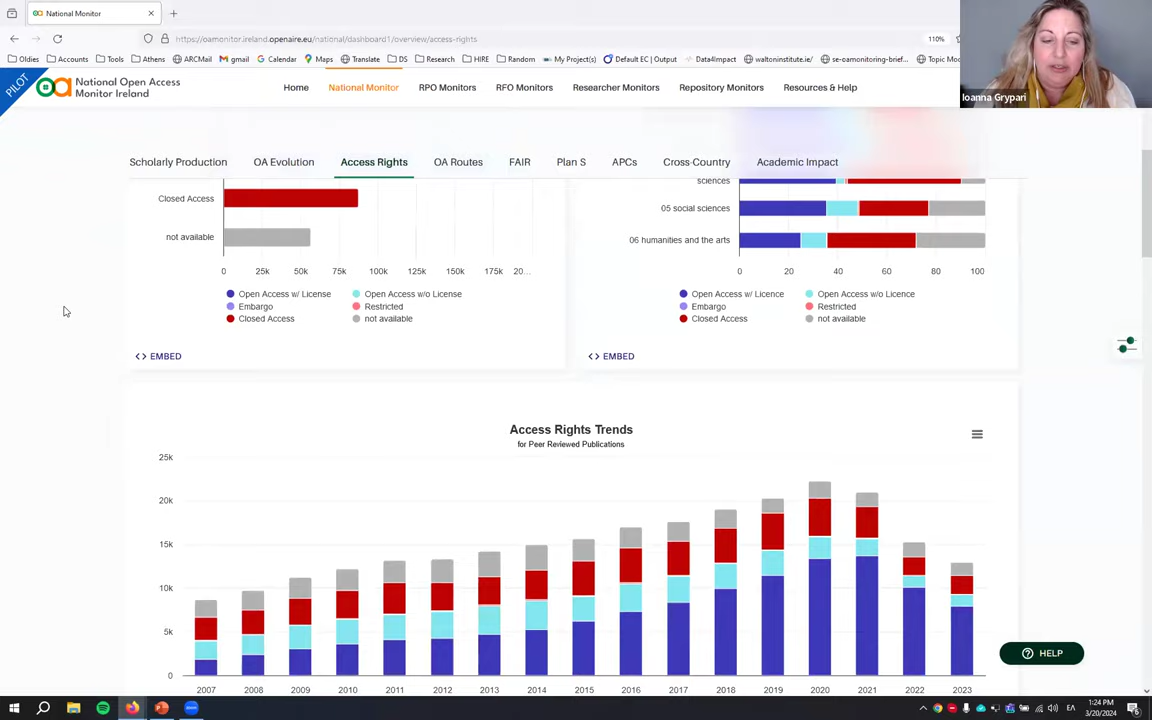 National Monitor
https://oamonitor.ireland.openaire.eu/national/dashboard1/overview/access-rights
110%
Oldies Accounts Tools Athens ARCMail gmail Calendar Maps Translate DS Research HIRE Random My Project(s) Default EC | Output Data4Impact waltoninstitute.ie/ se-oamonitoring-brief... Topic Mod
PILOT
National Open Access
Monitor Ireland
Home National Monitor RPO Monitors RFO Monitors Researcher Monitors Repository Monitors Resources & Help
Ioanna Grypari
Scholarly Production OA Evolution Access Rights OA Routes FAIR Plan S APCs Cross-Country Academic Impact
Closed Access
not available
0 25k 50k 75k 100k 125k 150k 175k 20...
Open Access w/ License Open Access w/o License
Embargo Restricted
Closed Access not available
<> EMBED
sciences
05 social sciences
06 humanities and the arts
0 20 40 60 80 100
Open Access w/ Licence Open Access w/o Licence
Embargo Restricted
Closed Access not available
<> EMBED
Access Rights Trends
for Peer Reviewed Publications
25k
20k
15k
10k
5k
0
2007 2008 2009 2010 2011 2012 2013 2014 2015 2016 2017 2018 2019 2020 2021 2022 2023
HELP
ΕΛ
1:24 PM
3/20/2024